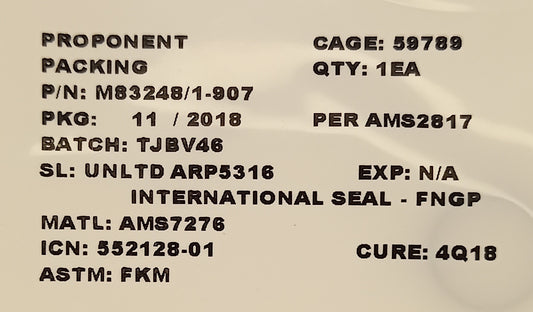 PROPONENT CAGE: 59789
PACKING QTY: 1EA
P/N: M83248/1-907
PKG: 11 / 2018 PER AMS2817
BATCH: TJBV46
SL: UNLTD ARP5316 EXP: N/A
INTERNATIONAL SEAL - FNGP
MATL: AMS7276
ICN: 552128-01 CURE: 4Q18
ASTM: FKM